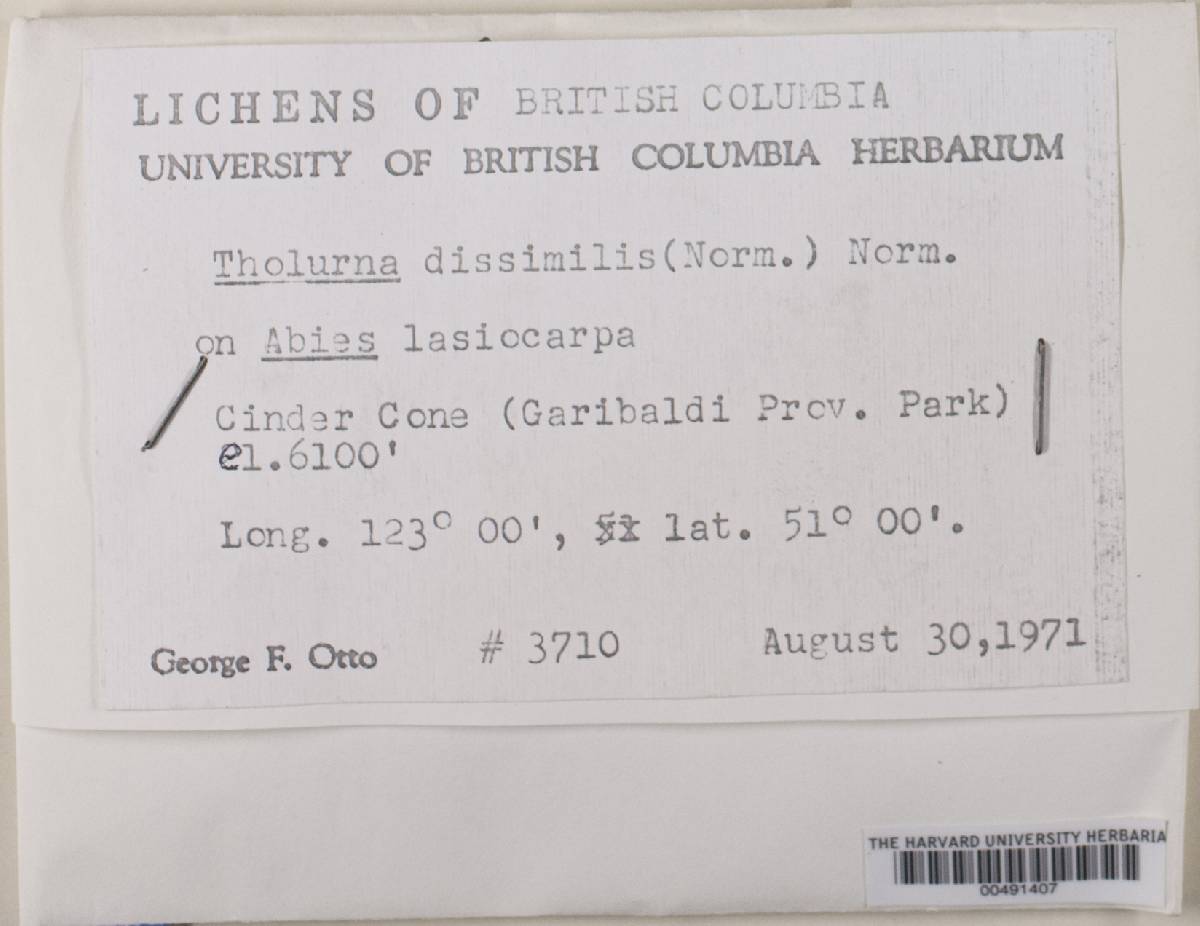 LICHENS OF BRITISH COLUMBIA
UNIVERSITY OF BRITISH COLUMBIA HERBARIUM
Tholurna dissimilis(Norm.) Norm.
on Abies lasiocarpa
Cinder Cone (Garibaldi Prov. Park)
el.6100'
Long. 123° 00', lat. 51° 00'.
George F. Otto # 3710 August 30,1971
THE HARVARD UNIVERSITY HERBARIA
00491407